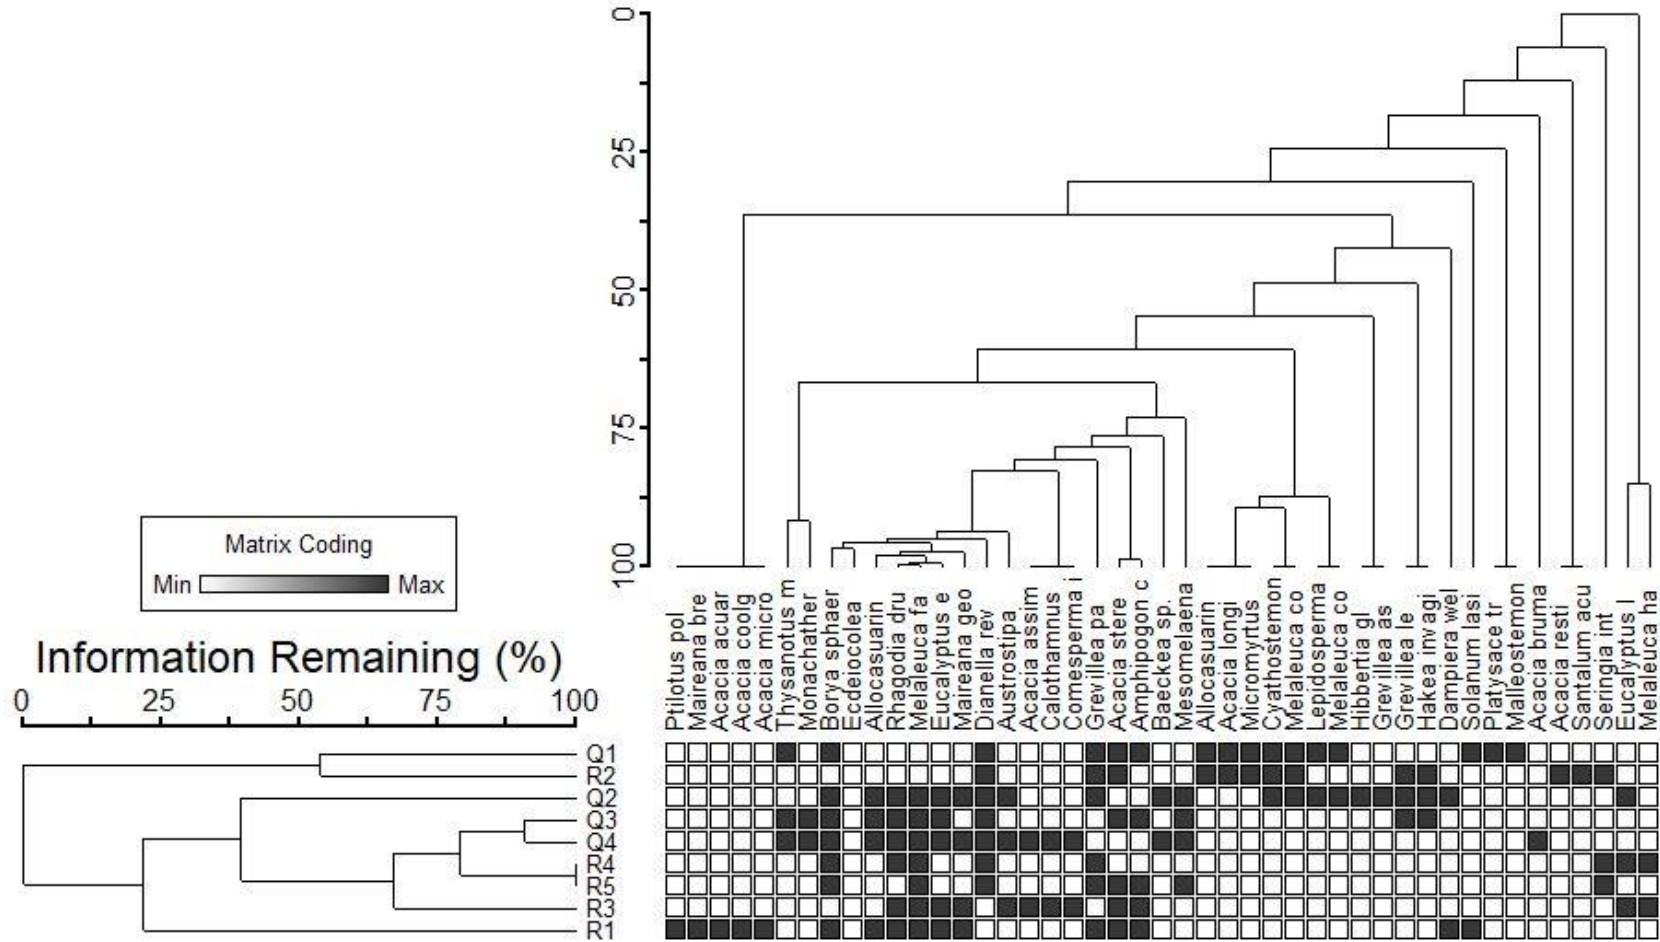 0
25
50
75
100
Matrix Coding
Min Max
Information Remaining (%)
0 25 50 75 100
Ptilotus pol
Maireana bre
Acacia acuar
Acacia coolg
Acacia micro
Thysanotus m
Monachather
Borya sphaer
Ecdeiocolea
Allocasuarin
Rhagodia dru
Melaleuca fa
Eucalyptus e
Maireana geo
Dianella rev
Austrostipa
Acacia assim
Calothamnus
Comesperma i
Grevillea pa
Acacia stere
Amphipogon c
Baeckea sp.
Mesomelaena
Allocasuarin
Acacia longi
Micromyrtus
Cyathostemon
Melaleuca co
Lepidosperma
Melaleuca co
Hibbertia gl
Grevillea as
Grevillea le
Hakea invagi
Dampiera wel
Solanum lasi
Platysace tr
Malleostemon
Acacia bruma
Acacia resti
Santalum acu
Seringia int
Eucalyptus l
Melaleuca ha
Q1
R2
Q2
Q3
Q4
R4
R5
R3
R1